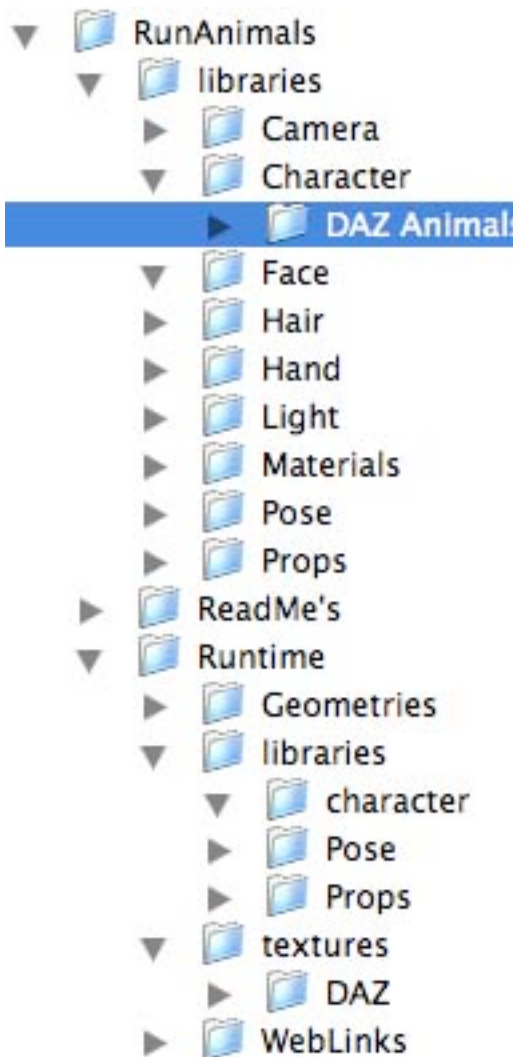 RunAnimals
libraries
Camera
Character
DAZ Animals
Face
Hair
Hand
Light
Materials
Pose
Props
ReadMe's
Runtime
Geometries
libraries
character
Pose
Props
textures
DAZ
WebLinks